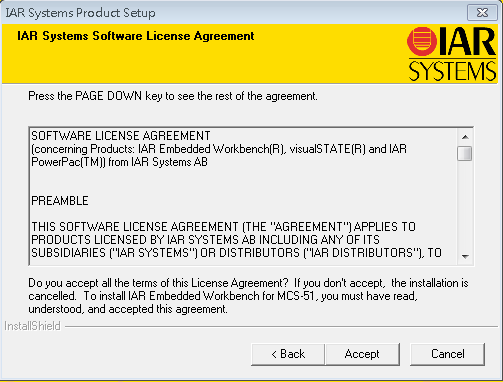 IAR Systems Product Setup
IAR Systems Software License Agreement
IAR
SYSTEMS
Press the PAGE DOWN key to see the rest of the agreement.
SOFTWARE LICENSE AGREEMENT
(concerning Products: IAR Embedded Workbench(R), visualSTATE(R) and IAR
PowerPac(TM)) from IAR Systems AB
PREAMBLE
THIS SOFTWARE LICENSE AGREEMENT (THE "AGREEMENT") APPLIES TO
PRODUCTS LICENSED BY IAR SYSTEMS AB INCLUDING ANY OF ITS
SUBSIDIARIES ("IAR SYSTEMS") OR DISTRIBUTORS ("IAR DISTRIBUTORS"), TO
Do you accept all the terms of this License Agreement? If you don't accept, the installation is
cancelled. To install IAR Embedded Workbench for MCS-51, you must have read,
understood, and accepted this agreement.
InstallShield
< Back Accept Cancel